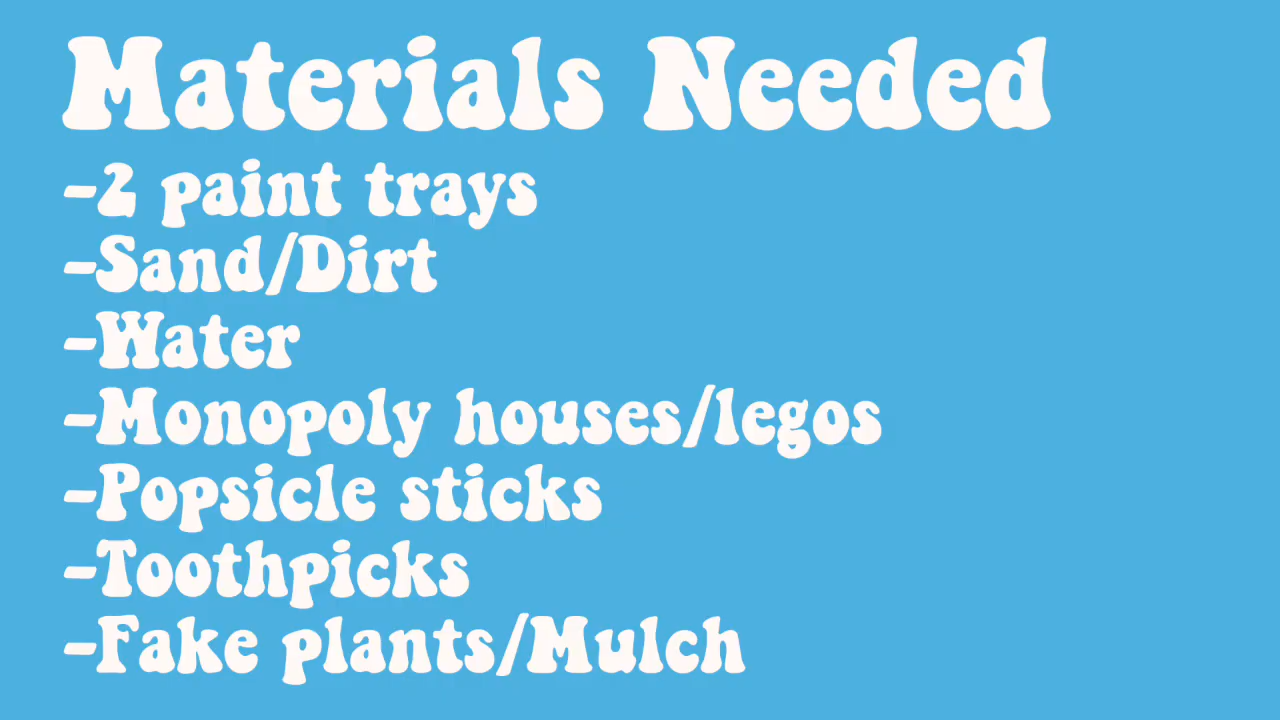 Materials Needed
-2 paint trays
-Sand/Dirt
-Water
-Monopoly houses/legos
-Popsicle sticks
-Toothpicks
-Fake plants/Mulch